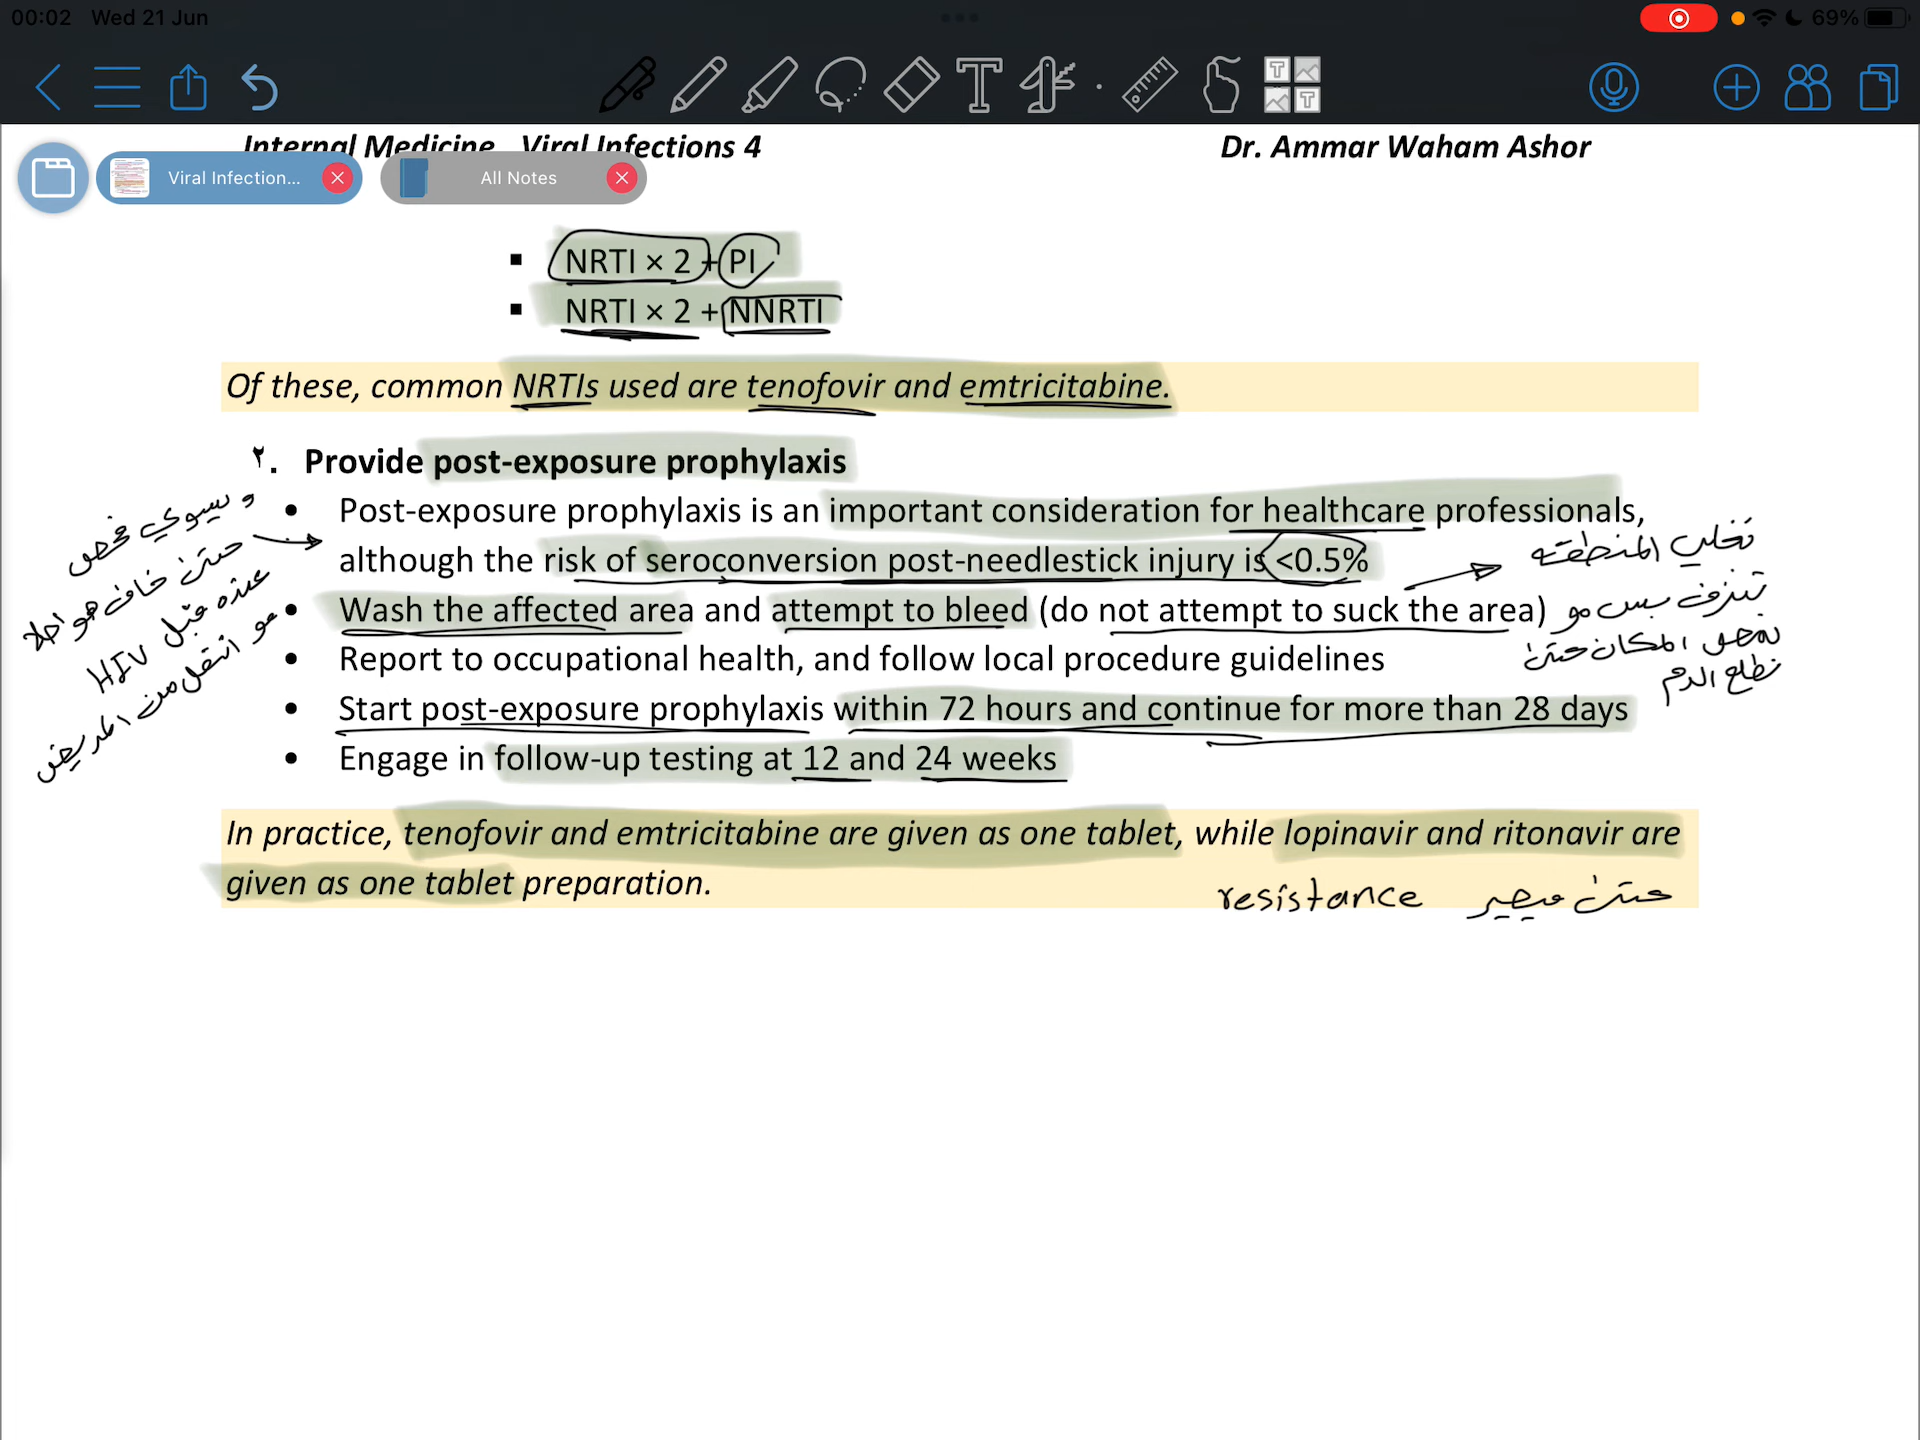 00:02 Wed 21 Jun
69%
Internal Medicine Viral Infections 4
Dr. Ammar Waham Ashor
Viral Infection...
All Notes
▪ NRTI × 2 + PI
▪ NRTI × 2 + NNRTI
Of these, common NRTIs used are tenofovir and emtricitabine.
٢. Provide post-exposure prophylaxis
• Post-exposure prophylaxis is an important consideration for healthcare professionals,
although the risk of seroconversion post-needlestick injury is <0.5%
• Wash the affected area and attempt to bleed (do not attempt to suck the area)
• Report to occupational health, and follow local procedure guidelines
• Start post-exposure prophylaxis within 72 hours and continue for more than 28 days
• Engage in follow-up testing at 12 and 24 weeks
و يسوي فحص
حتى خاف هو اصلا
عنده قبل HIV
مو انتقل من المريض
تخلي المنطقة
تنزف بس مو
نمص المكان حتى
نطلع الدم
In practice, tenofovir and emtricitabine are given as one tablet, while lopinavir and ritonavir are
given as one tablet preparation.
حتى ميصير resistance